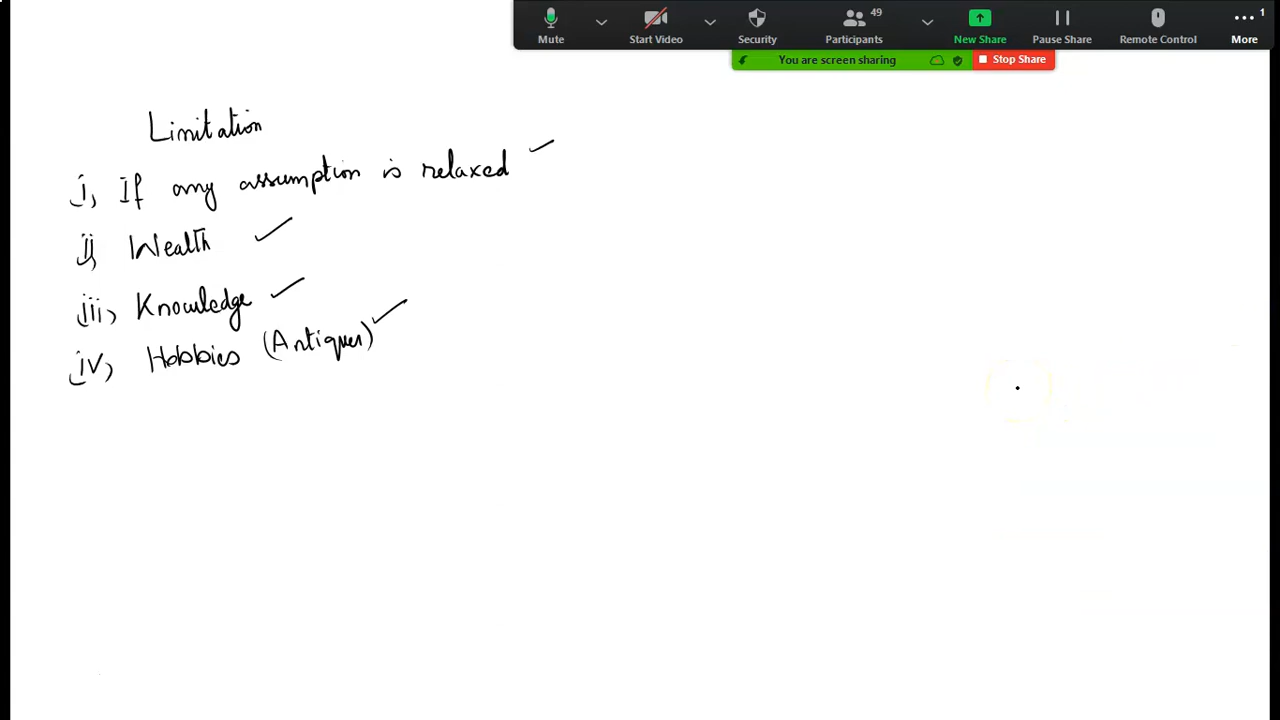 49
1
Mute
Start Video
Security
Participants
New Share
Pause Share
Remote Control
More
You are screen sharing
Stop Share
Limitation
i, If any assumption is relaxed
ii, Wealth
iii, Knowledge
iv, Hobbies (Antiques)